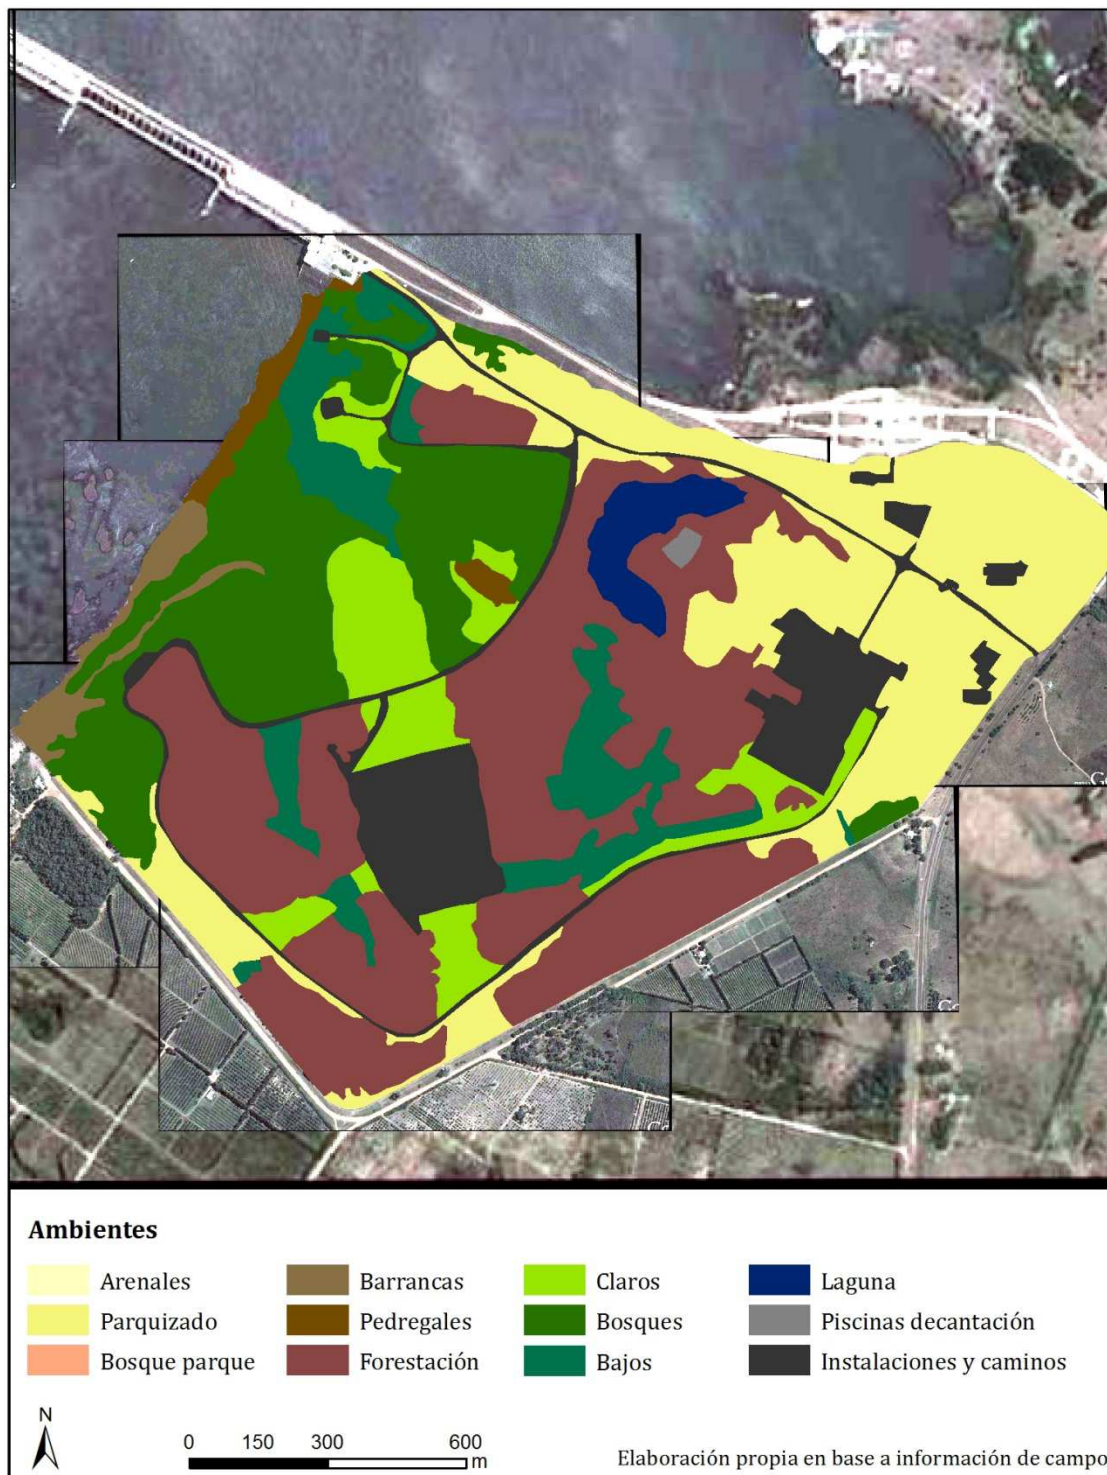 Ambientes
Arenales
Parquizado
Bosque parque
Barrancas
Pedregales
Forestación
Claros
Bosques
Bajos
Laguna
Piscinas decantación
Instalaciones y caminos
N
0 150 300 600
m
Elaboración propia en base a información de campo